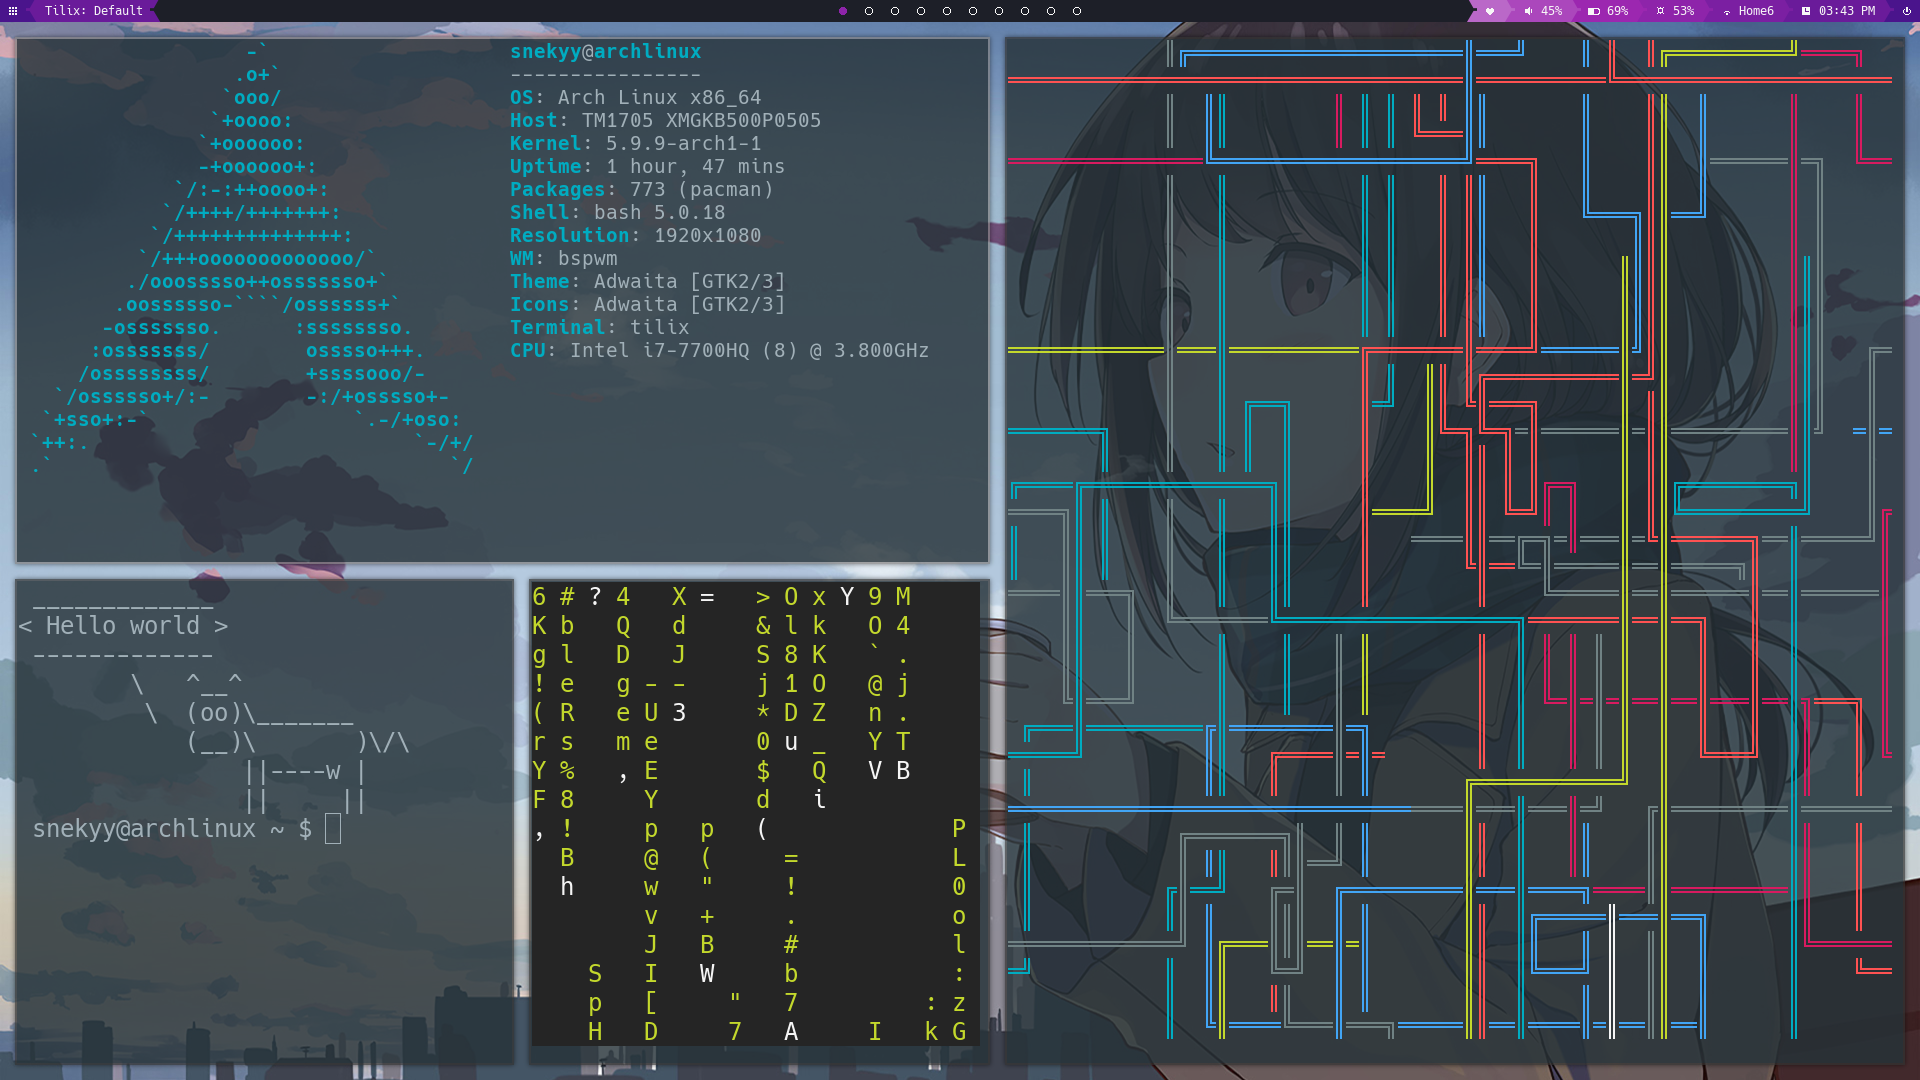 Tilix: Default
45% 69% 53% Home6 03:43 PM
-`
.o+`
`ooo/
`+oooo:
`+oooooo:
-+oooooo+:
`/:-:++oooo+:
`/++++/+++++++:
`/++++++++++++++:
`/+++ooooooooooooo/`
./ooosssso++osssssso+`
.oossssso-````/ossssss+`
-osssssso.      :ssssssso.
:osssssss/        osssso+++.
/ossssssss/        +ssssooo/-
`/ossssso+/:-        -:/+osssso+-
`+sso+:-`                 `.-/+oso:
`++:.                           `-/+/
.`                                 `/
snekyy@archlinux
----------------
OS: Arch Linux x86_64
Host: TM1705 XMGKB500P0505
Kernel: 5.9.9-arch1-1
Uptime: 1 hour, 47 mins
Packages: 773 (pacman)
Shell: bash 5.0.18
Resolution: 1920x1080
WM: bspwm
Theme: Adwaita [GTK2/3]
Icons: Adwaita [GTK2/3]
Terminal: tilix
CPU: Intel i7-7700HQ (8) @ 3.800GHz
_____________
< Hello world >
-------------
\   ^__^
\  (oo)\_______
(__)\       )\/\
||----w |
||     ||
snekyy@archlinux ~ $
6 # ? 4   X =   > O x Y 9 M
K b   Q   d     & l k   O 4
g l   D   J     S 8 K   ` .
! e   g - -     j 1 O   @ j
( R   e U 3     * D Z   n .
r s   m e       0 u _   Y T
Y %   , E       $   Q   V B
F 8     Y       d   i
, !     p   p   (             P
B     @   (     =           L
h     w   "     !           0
v   +     .           o
J   B     #           l
S   I   W     b           :
p   [     "   7         : z
H   D     7   A     I   k G